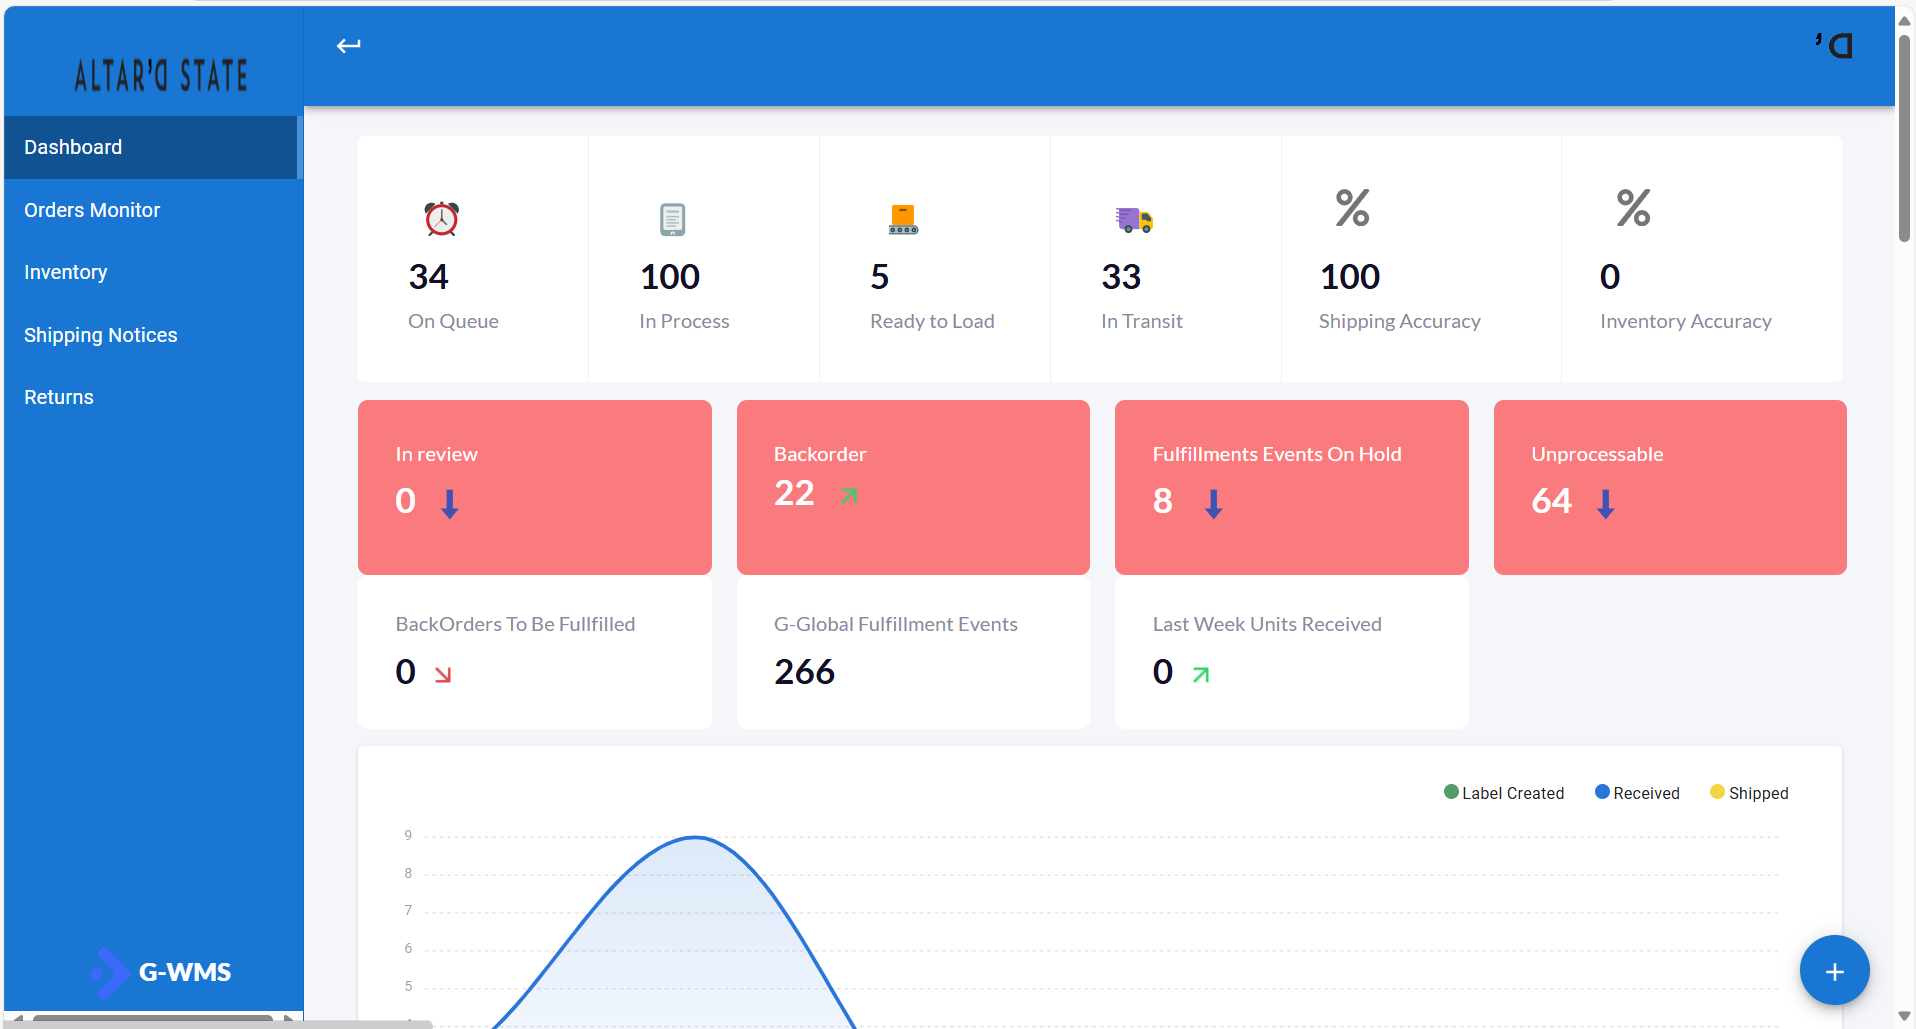 ALTAR'D STATE
'D
Dashboard
Orders Monitor
Inventory
Shipping Notices
Returns
G-WMS
34
On Queue
100
In Process
5
Ready to Load
33
In Transit
%
100
Shipping Accuracy
%
0
Inventory Accuracy
In review
0
Backorder
22
Fulfillments Events On Hold
8
Unprocessable
64
BackOrders To Be Fullfilled
0
G-Global Fulfillment Events
266
Last Week Units Received
0
Label Created
Received
Shipped
9
8
7
6
5
+